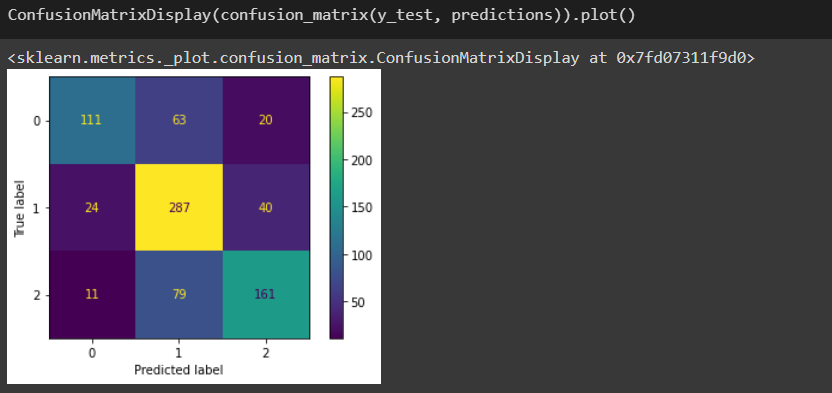 ConfusionMatrixDisplay(confusion_matrix(y_test, predictions)).plot()
<sklearn.metrics._plot.confusion_matrix.ConfusionMatrixDisplay at 0x7fd07311f9d0>
True label
0 111 63 20
1 24 287 40
2 11 79 161
0 1 2
Predicted label
250
200
150
100
50